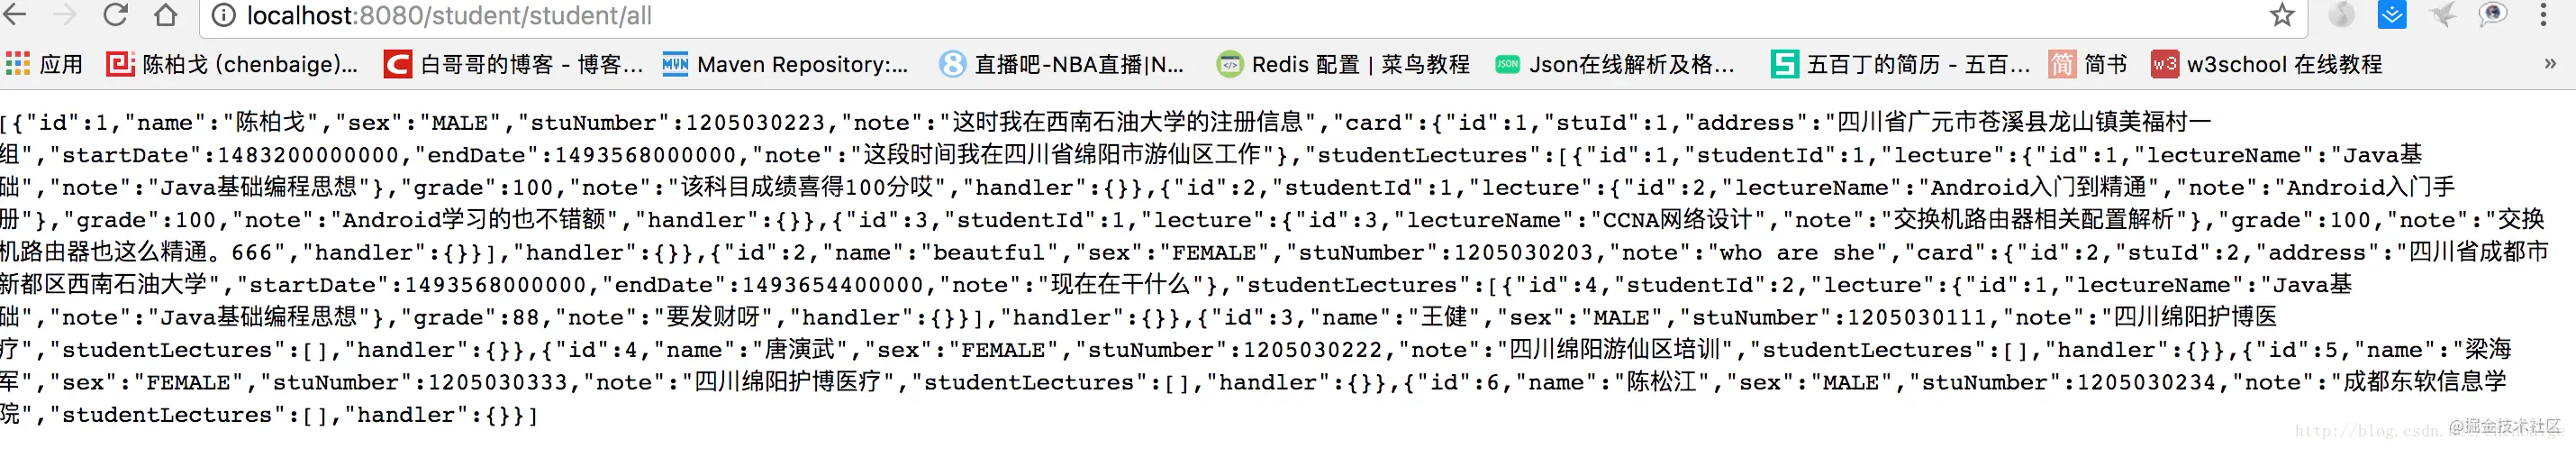 localhost:8080/student/student/all
应用 陈柏戈 (chenbaige)... 白哥哥的博客 - 博客... Maven Repository:... 直播吧-NBA直播|N... Redis 配置 | 菜鸟教程 Json在线解析及格... 五百丁的简历 - 五百... 简书 w3school 在线教程 »
[{"id":1,"name":"陈柏戈","sex":"MALE","stuNumber":1205030223,"note":"这时我在西南石油大学的注册信息","card":{"id":1,"stuId":1,"address":"四川省广元市苍溪县龙山镇美福村一
组","startDate":1483200000000,"endDate":1493568000000,"note":"这段时间我在四川省绵阳市游仙区工作"},"studentLectures":[{"id":1,"studentId":1,"lecture":{"id":1,"lectureName":"Java基
础","note":"Java基础编程思想"},"grade":100,"note":"该科目成绩喜得100分哎","handler":{}},{"id":2,"studentId":1,"lecture":{"id":2,"lectureName":"Android入门到精通","note":"Android入门手
册"},"grade":100,"note":"Android学习的也不错额","handler":{}},{"id":3,"studentId":1,"lecture":{"id":3,"lectureName":"CCNA网络设计","note":"交换机路由器相关配置解析"},"grade":100,"note":"交换
机路由器也这么精通。666","handler":{}}],"handler":{}},{"id":2,"name":"beautful","sex":"FEMALE","stuNumber":1205030203,"note":"who are she","card":{"id":2,"stuId":2,"address":"四川省成都市
新都区西南石油大学","startDate":1493568000000,"endDate":1493654400000,"note":"现在在干什么"},"studentLectures":[{"id":4,"studentId":2,"lecture":{"id":1,"lectureName":"Java基
础","note":"Java基础编程思想"},"grade":88,"note":"要发财呀","handler":{}}],"handler":{}},{"id":3,"name":"王健","sex":"MALE","stuNumber":1205030111,"note":"四川绵阳护博医
疗","studentLectures":[],"handler":{}},{"id":4,"name":"唐演武","sex":"FEMALE","stuNumber":1205030222,"note":"四川绵阳游仙区培训","studentLectures":[],"handler":{}},{"id":5,"name":"梁海
军","sex":"FEMALE","stuNumber":1205030333,"note":"四川绵阳护博医疗","studentLectures":[],"handler":{}},{"id":6,"name":"陈松江","sex":"MALE","stuNumber":1205030234,"note":"成都东软信息学
院","studentLectures":[],"handler":{}}]
@掘金技术社区